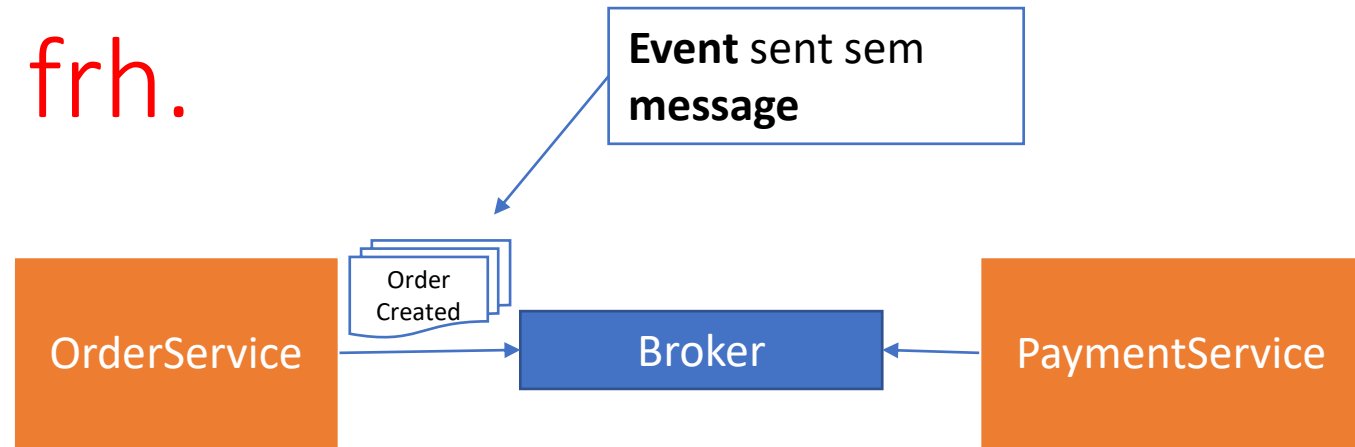 frh.
Event sent sem
message
Order
Created
OrderService
Broker
PaymentService